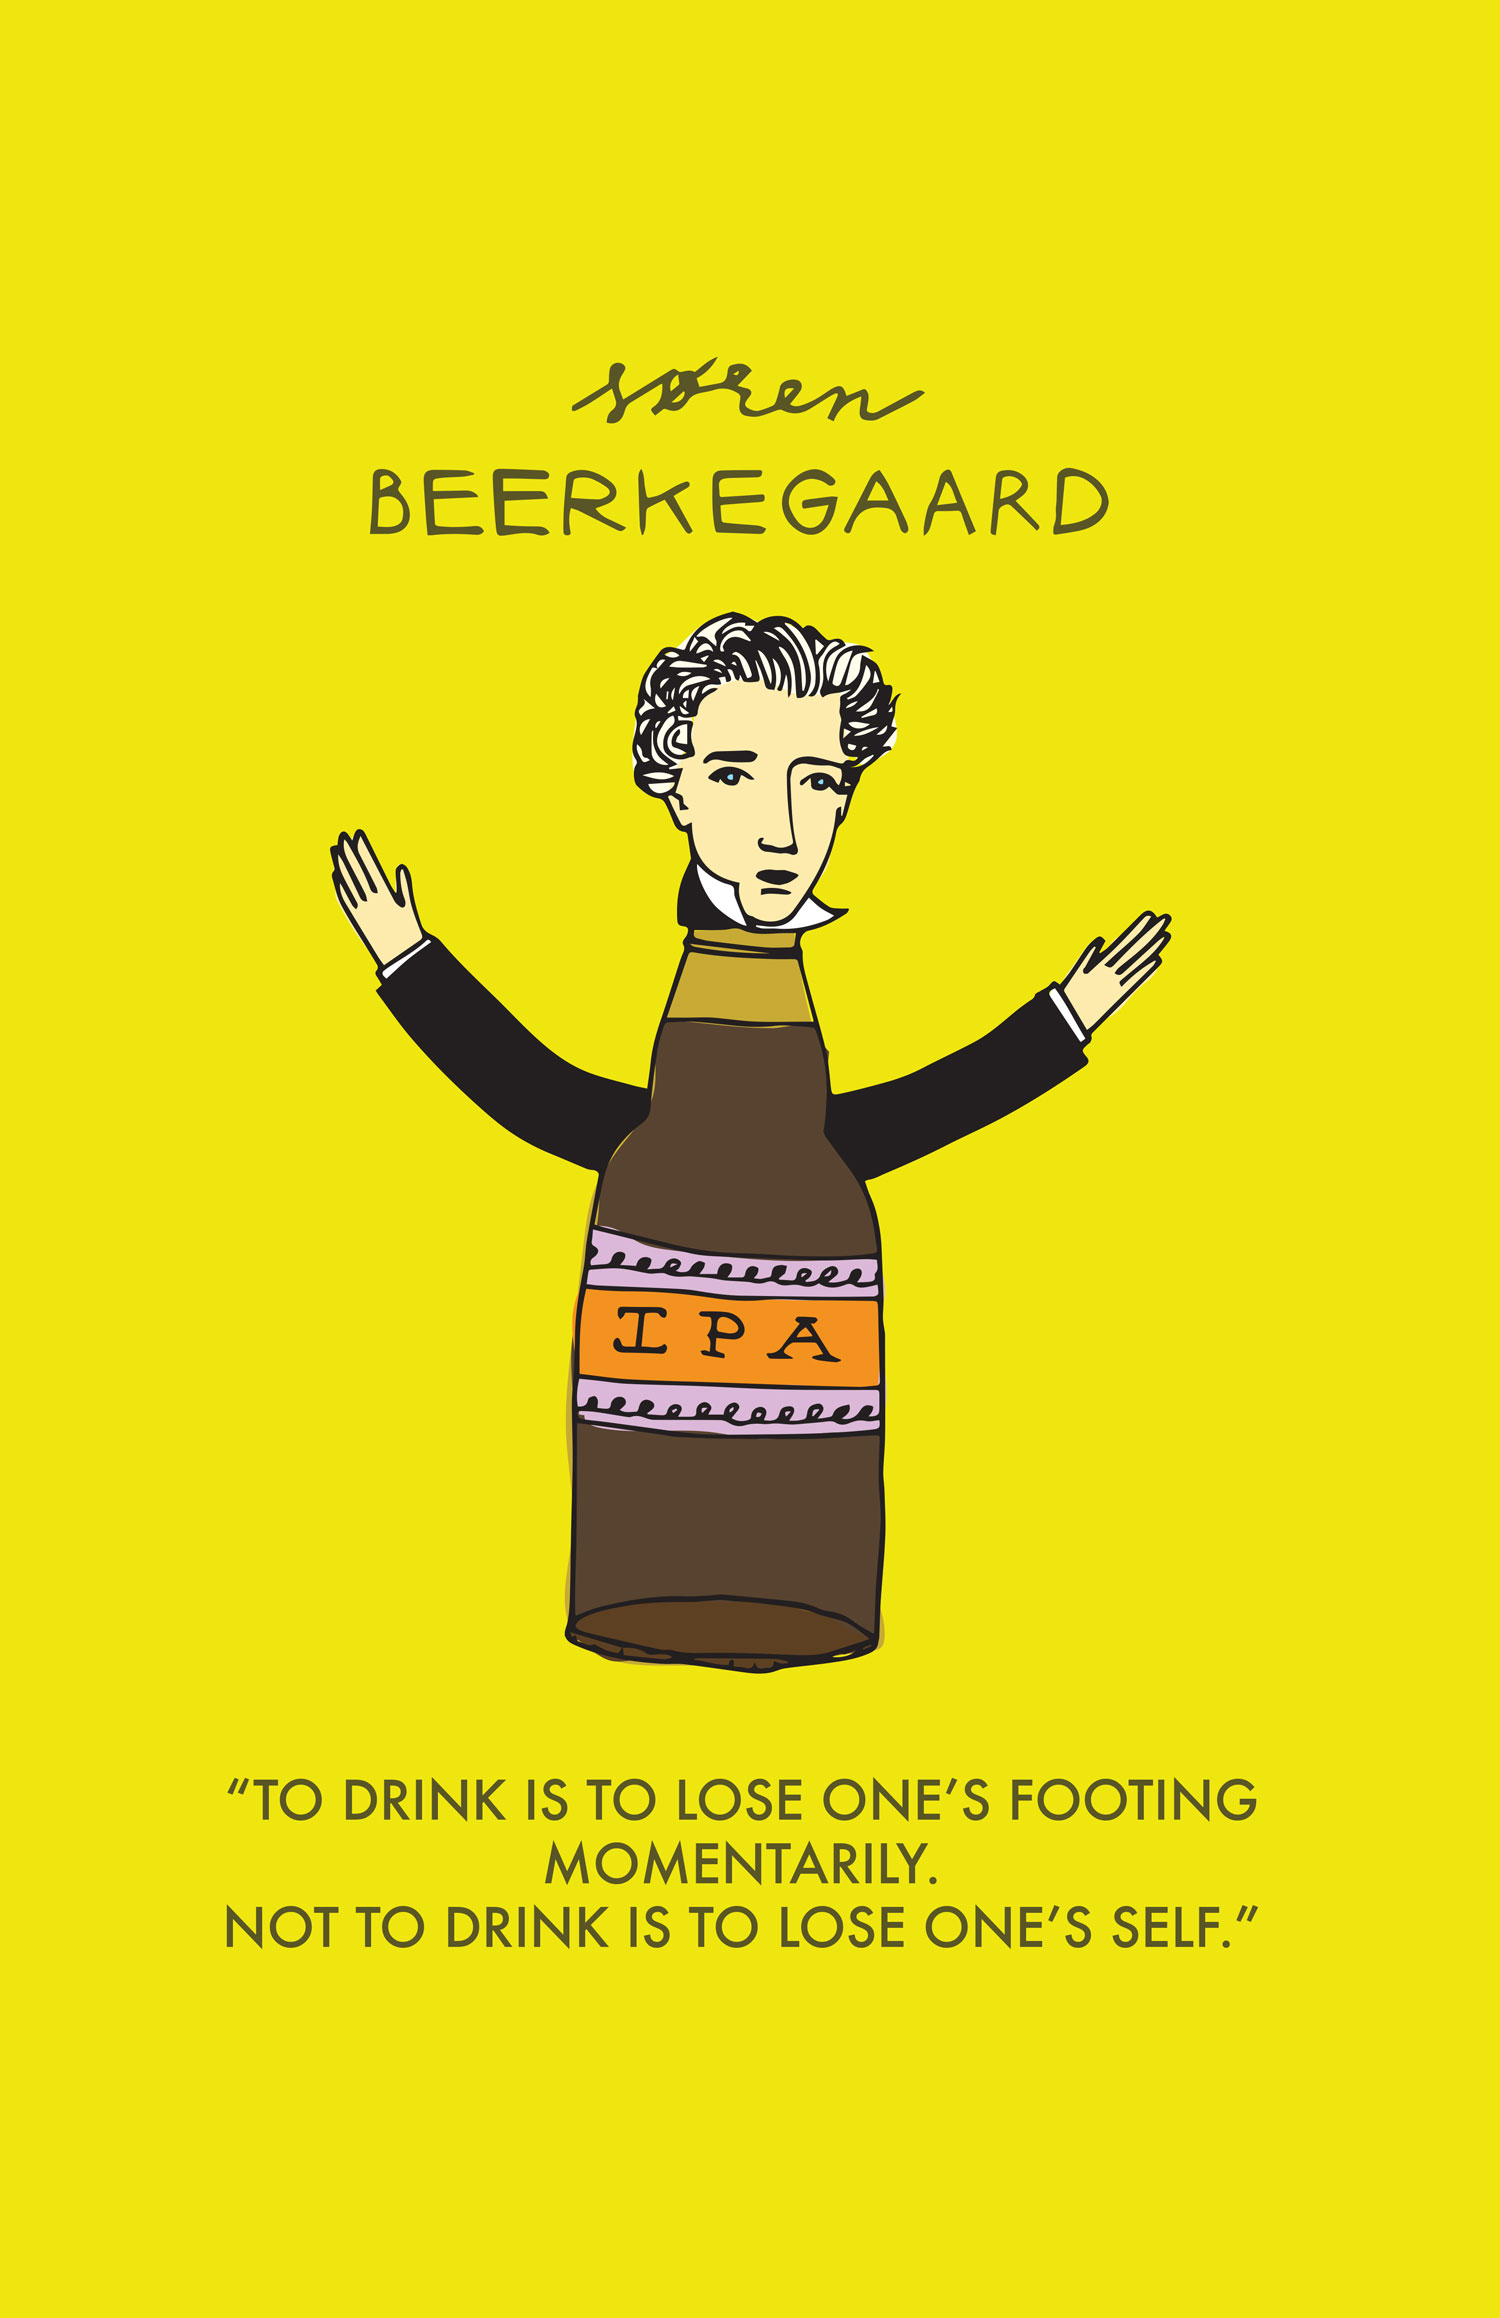 søren
BEERKEGAARD
IPA
“TO DRINK IS TO LOSE ONE’S FOOTING
MOMENTARILY.
NOT TO DRINK IS TO LOSE ONE’S SELF.”